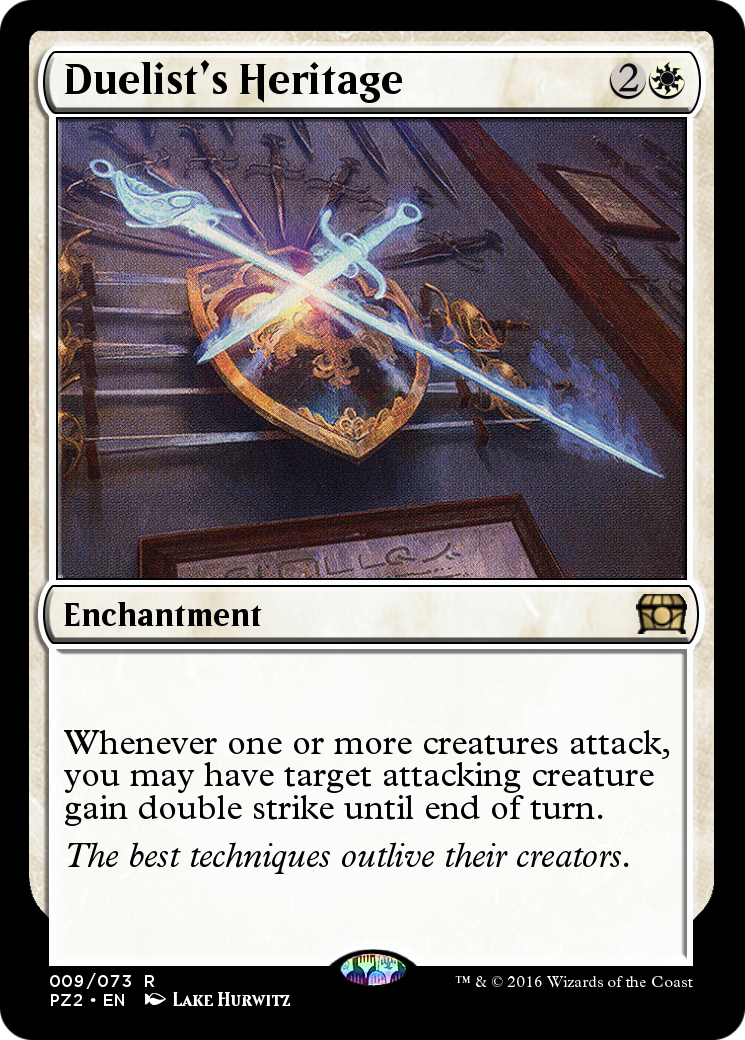 Duelist's Heritage 2
Enchantment
Whenever one or more creatures attack,
you may have target attacking creature
gain double strike until end of turn.
The best techniques outlive their creators.
009/073 R
PZ2 • EN Lake Hurwitz
™ & © 2016 Wizards of the Coast